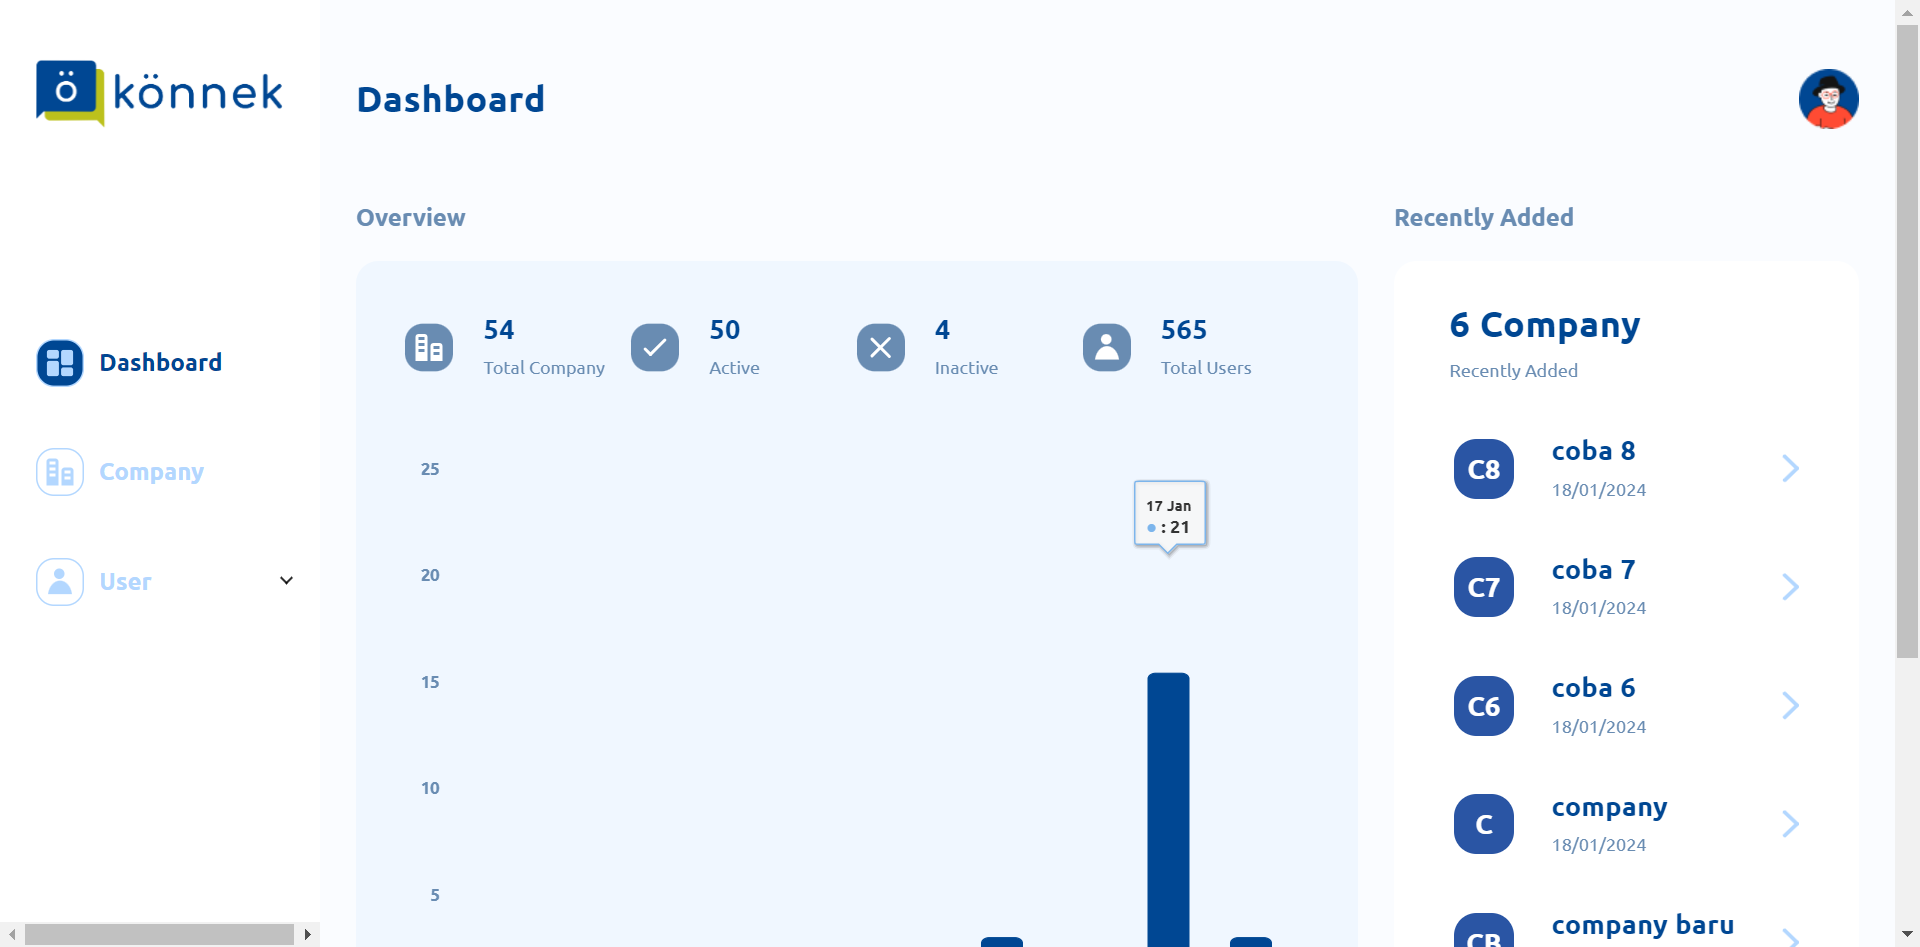 ö könnek
Dashboard
Company
User
Dashboard
Overview
54
Total Company
50
Active
4
Inactive
565
Total Users
25
20
15
10
5
17 Jan
: 21
Recently Added
6 Company
Recently Added
C8
coba 8
18/01/2024
C7
coba 7
18/01/2024
C6
coba 6
18/01/2024
C
company
18/01/2024
CB
company baru